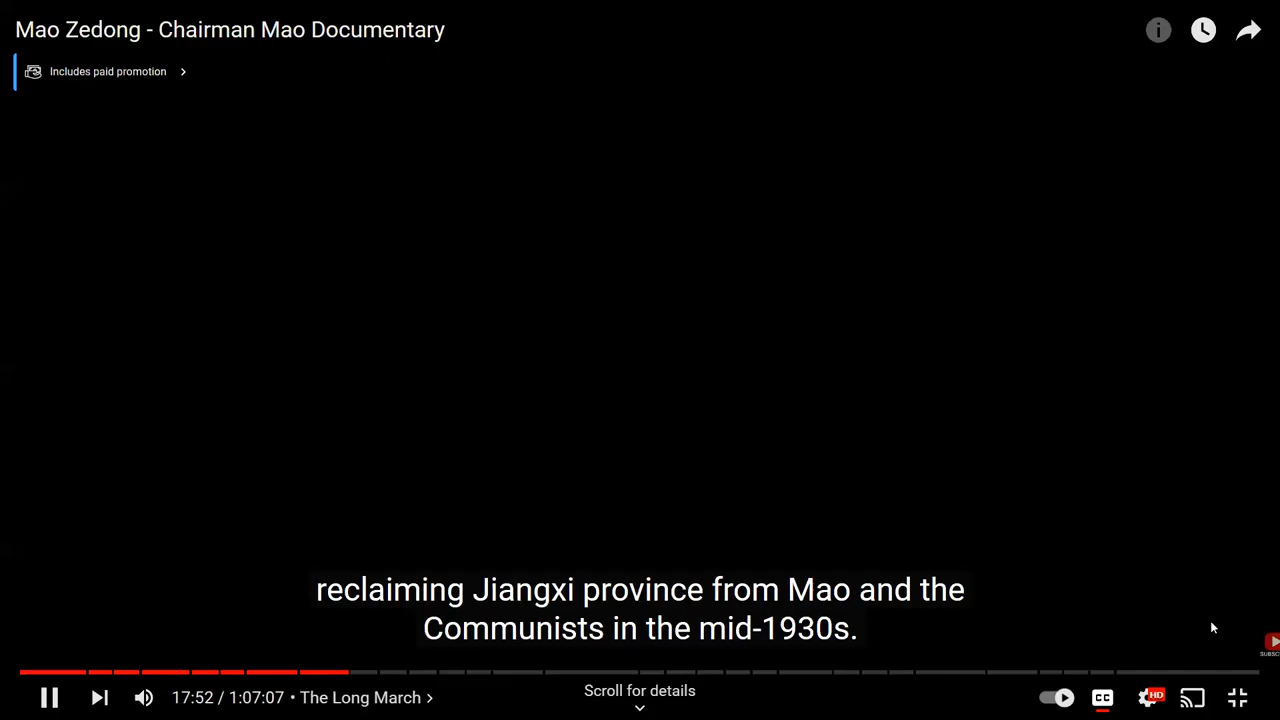 Mao Zedong - Chairman Mao Documentary
Includes paid promotion
reclaiming Jiangxi province from Mao and the
Communists in the mid-1930s.
17:52 / 1:07:07 • The Long March
Scroll for details
CC
HD